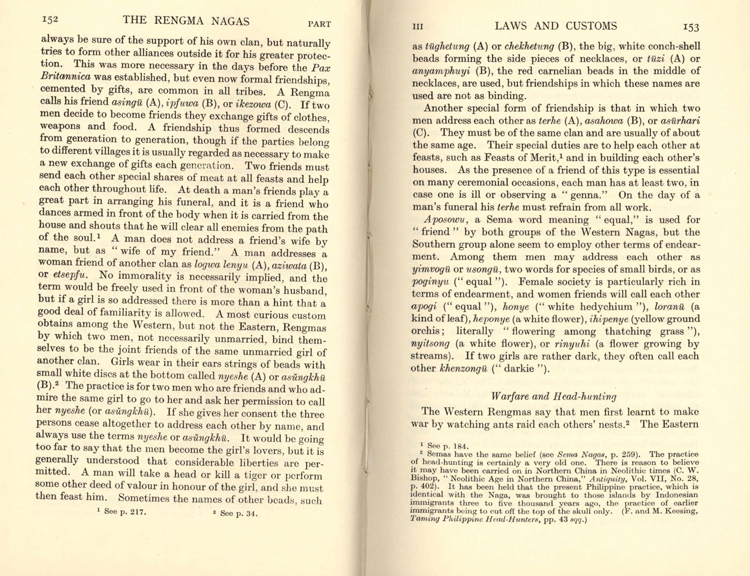 152 THE RENGMA NAGAS PART
always be sure of the support of his own clan, but naturally
tries to form other alliances outside it for his greater protec-
tion. This was more necessary in the days before the Pax
Britannica was established, but even now formal friendships,
cemented by gifts, are common in all tribes. A Rengma
calls his friend asingü (A), ipfuwa (B), or ikezowa (C). If two
men decide to become friends they exchange gifts of clothes,
weapons and food. A friendship thus formed descends
from generation to generation, though if the parties belong
to different villages it is usually regarded as necessary to make
a new exchange of gifts each generation. Two friends must
send each other special shares of meat at all feasts and help
each other throughout life. At death a man's friends play a
great part in arranging his funeral, and it is a friend who
dances armed in front of the body when it is carried from the
house and shouts that he will clear all enemies from the path
of the soul.¹ A man does not address a friend's wife by
name, but as "wife of my friend." A man addresses a
woman friend of another clan as logwa lenyu (A), aziwata (B),
or etsepfu. No immorality is necessarily implied, and the
term would be freely used in front of the woman's husband,
but if a girl is so addressed there is more than a hint that a
good deal of familiarity is allowed. A most curious custom
obtains among the Western, but not the Eastern, Rengmas
by which two men, not necessarily unmarried, bind them-
selves to be the joint friends of the same unmarried girl of
another clan. Girls wear in their ears strings of beads with
small white discs at the bottom called nyeshe (A) or asüngkhü
(B).² The practice is for two men who are friends and who ad-
mire the same girl to go to her and ask her permission to call
her nyeshe (or asüngkhü). If she gives her consent the three
persons cease altogether to address each other by name, and
always use the terms nyeshe or asüngkhü. It would be going
too far to say that the men become the girl's lovers, but it is
generally understood that considerable liberties are per-
mitted. A man will take a head or kill a tiger or perform
some other deed of valour in honour of the girl, and she must
then feast him. Sometimes the names of other beads, such
¹ See p. 217. ² See p. 34.
III LAWS AND CUSTOMS 153
as tüghetung (A) or chekhetung (B), the big, white conch-shell
beads forming the side pieces of necklaces, or tüzi (A) or
anyamphuyi (B), the red carnelian beads in the middle of
necklaces, are used, but friendships in which these names are
used are not as binding.
Another special form of friendship is that in which two
men address each other as terhe (A), asahowa (B), or asürhari
(C). They must be of the same clan and are usually of about
the same age. Their special duties are to help each other at
feasts, such as Feasts of Merit,¹ and in building each other's
houses. As the presence of a friend of this type is essential
on many ceremonial occasions, each man has at least two, in
case one is ill or observing a "genna." On the day of a
man's funeral his terhe must refrain from all work.
Aposowu, a Sema word meaning "equal," is used for
"friend" by both groups of the Western Nagas, but the
Southern group alone seem to employ other terms of endear-
ment. Among them men may address each other as
yimvogü or usongü, two words for species of small birds, or as
poginyu ("equal"). Female society is particularly rich in
terms of endearment, and women friends will call each other
apogi ("equal"), honye ("white hedychium"), loranü (a
kind of leaf), heponye (a white flower), ihipenye (yellow ground
orchis; literally "flowering among thatching grass"),
nyitsong (a white flower), or rinyuhi (a flower growing by
streams). If two girls are rather dark, they often call each
other khenzongü ("darkie").
Warfare and Head-hunting
The Western Rengmas say that men first learnt to make
war by watching ants raid each others' nests.² The Eastern
¹ See p. 184.
² Semas have the same belief (see Sema Nagas, p. 259). The practice
of head-hunting is certainly a very old one. There is reason to believe
it may have been carried on in Northern China in Neolithic times (C. W.
Bishop, "Neolithic Age in Northern China," Antiquity, Vol. VII, No. 28,
p. 402). It has been held that the present Philippine practice, which is
identical with the Naga, was brought to those islands by Indonesian
immigrants three to five thousand years ago, the practice of earlier
immigrants being to cut off the top of the skull only. (F. and M. Keesing,
Taming Philippine Head-Hunters, pp. 43 sqq.)